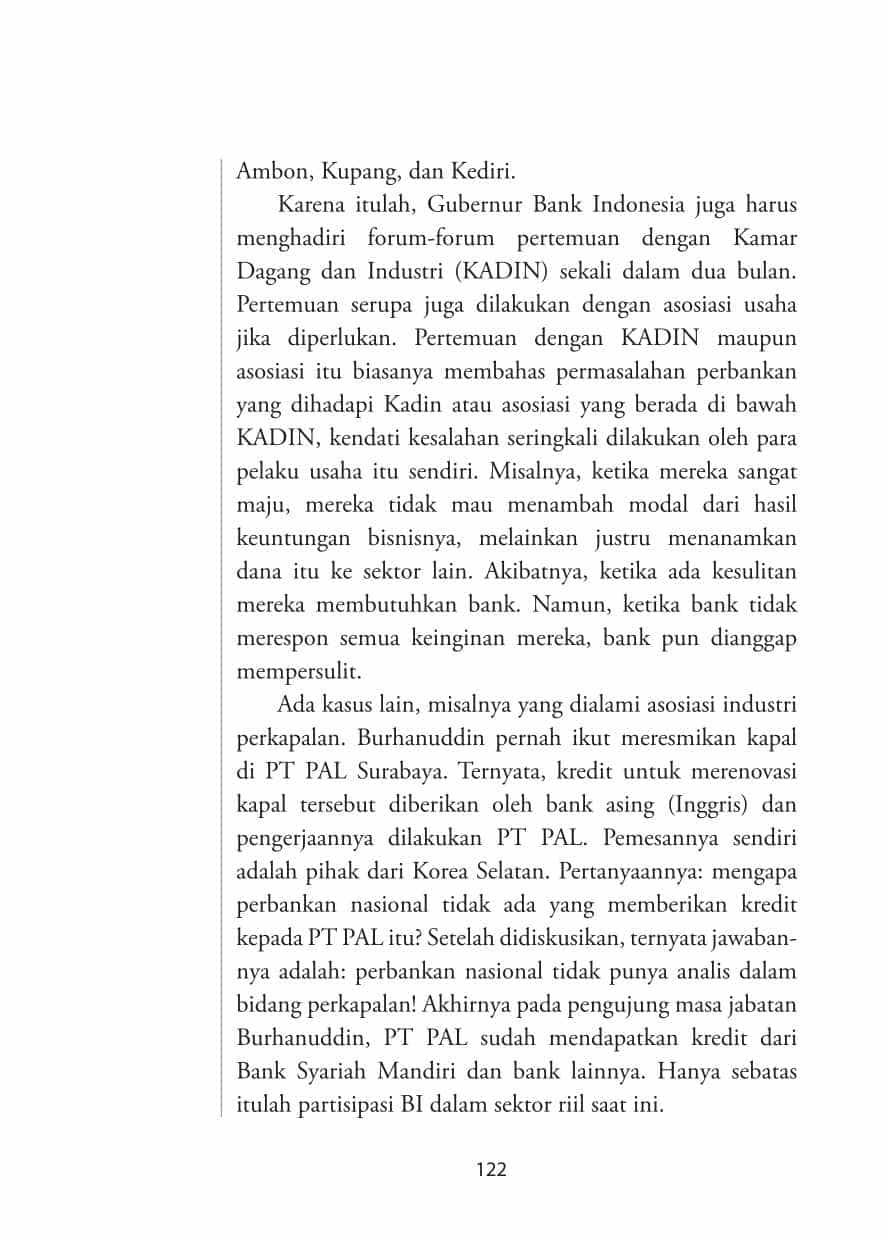 Ambon, Kupang, dan Kediri.
Karena itulah, Gubernur Bank Indonesia juga harus
menghadiri forum-forum pertemuan dengan Kamar
Dagang dan Industri (KADIN) sekali dalam dua bulan.
Pertemuan serupa juga dilakukan dengan asosiasi usaha
jika diperlukan. Pertemuan dengan KADIN maupun
asosiasi itu biasanya membahas permasalahan perbankan
yang dihadapi Kadin atau asosiasi yang berada di bawah
KADIN, kendati kesalahan seringkali dilakukan oleh para
pelaku usaha itu sendiri. Misalnya, ketika mereka sangat
maju, mereka tidak mau menambah modal dari hasil
keuntungan bisnisnya, melainkan justru menanamkan
dana itu ke sektor lain. Akibatnya, ketika ada kesulitan
mereka membutuhkan bank. Namun, ketika bank tidak
merespon semua keinginan mereka, bank pun dianggap
mempersulit.
Ada kasus lain, misalnya yang dialami asosiasi industri
perkapalan. Burhanuddin pernah ikut meresmikan kapal
di PT PAL Surabaya. Ternyata, kredit untuk merenovasi
kapal tersebut diberikan oleh bank asing (Inggris) dan
pengerjaannya dilakukan PT PAL. Pemesannya sendiri
adalah pihak dari Korea Selatan. Pertanyaannya: mengapa
perbankan nasional tidak ada yang memberikan kredit
kepada PT PAL itu? Setelah didiskusikan, ternyata jawaban-
nya adalah: perbankan nasional tidak punya analis dalam
bidang perkapalan! Akhirnya pada pengujung masa jabatan
Burhanuddin, PT PAL sudah mendapatkan kredit dari
Bank Syariah Mandiri dan bank lainnya. Hanya sebatas
itulah partisipasi BI dalam sektor riil saat ini.
122